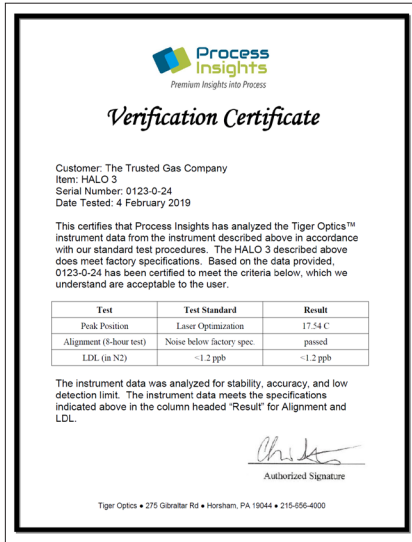 Process
Insights
Premium Insights into Process
Verification Certificate
Customer: The Trusted Gas Company
Item: HALO 3
Serial Number: 0123-0-24
Date Tested: 4 February 2019
This certifies that Process Insights has analyzed the Tiger Optics™
instrument data from the instrument described above in accordance
with our standard test procedures. The HALO 3 described above
does meet factory specifications. Based on the data provided,
0123-0-24 has been certified to meet the criteria below, which we
understand are acceptable to the user.
Test Test Standard Result
Peak Position Laser Optimization 17.54 C
Alignment (8-hour test) Noise below factory spec. passed
LDL (in N2) <1.2 ppb <1.2 ppb
The instrument data was analyzed for stability, accuracy, and low
detection limit. The instrument data meets the specifications
indicated above in the column headed “Result” for Alignment and
LDL.
Authorized Signature
Tiger Optics ● 275 Gibraltar Rd ● Horsham, PA 19044 ● 215-656-4000